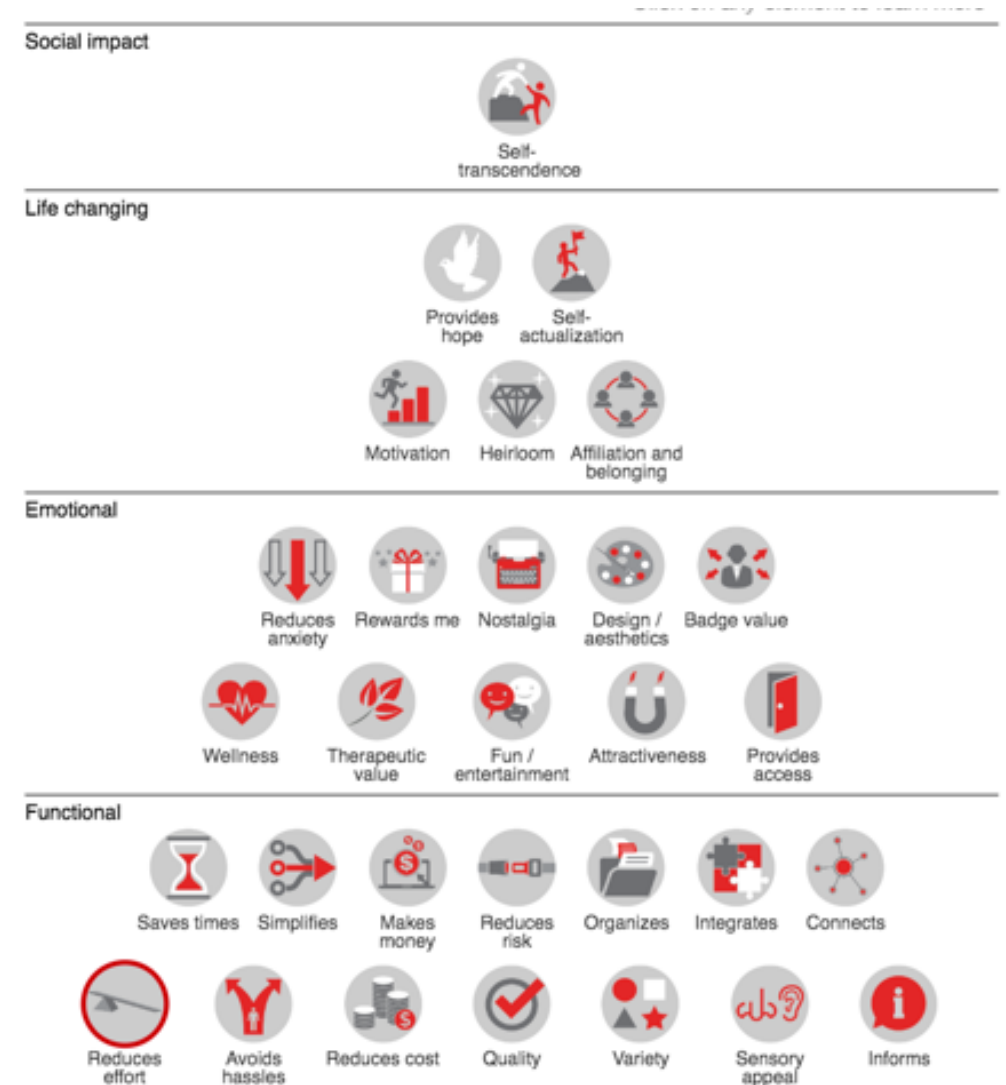 Social impact
Self-
transcendence
Life changing
Provides
hope
Self-
actualization
Motivation
Heirloom
Affiliation and
belonging
Emotional
Reduces
anxiety
Rewards me
Nostalgia
Design /
aesthetics
Badge value
Wellness
Therapeutic
value
Fun /
entertainment
Attractiveness
Provides
access
Functional
Saves times
Simplifies
Makes
money
Reduces
risk
Organizes
Integrates
Connects
Reduces
effort
Avoids
hassles
Reduces cost
Quality
Variety
Sensory
appeal
Informs